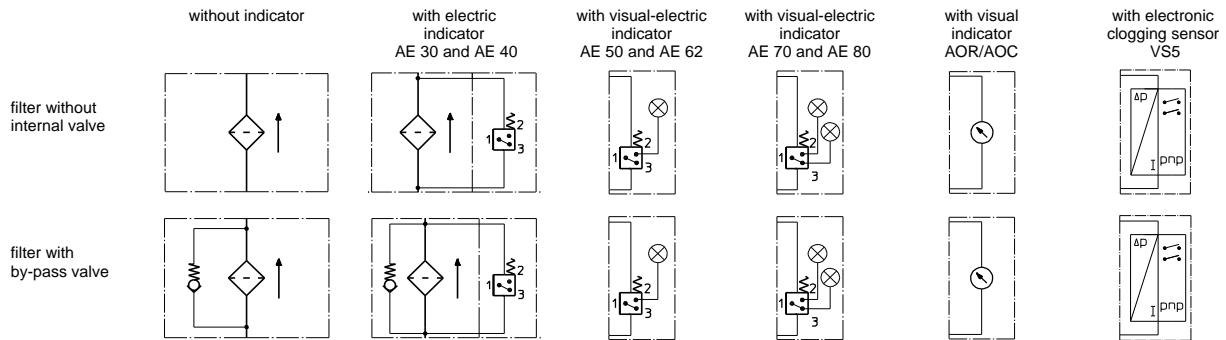 without indicator
with electric
indicator
AE 30 and AE 40
with visual-electric
indicator
AE 50 and AE 62
with visual-electric
indicator
AE 70 and AE 80
with visual
indicator
AOR/AOC
with electronic
clogging sensor
VS5
filter without
internal valve
1 2 3
1 2 3
1 2 3
Δp
I pnp
filter with
by-pass valve
1 2 3
1 2 3
1 2 3
Δp
I pnp